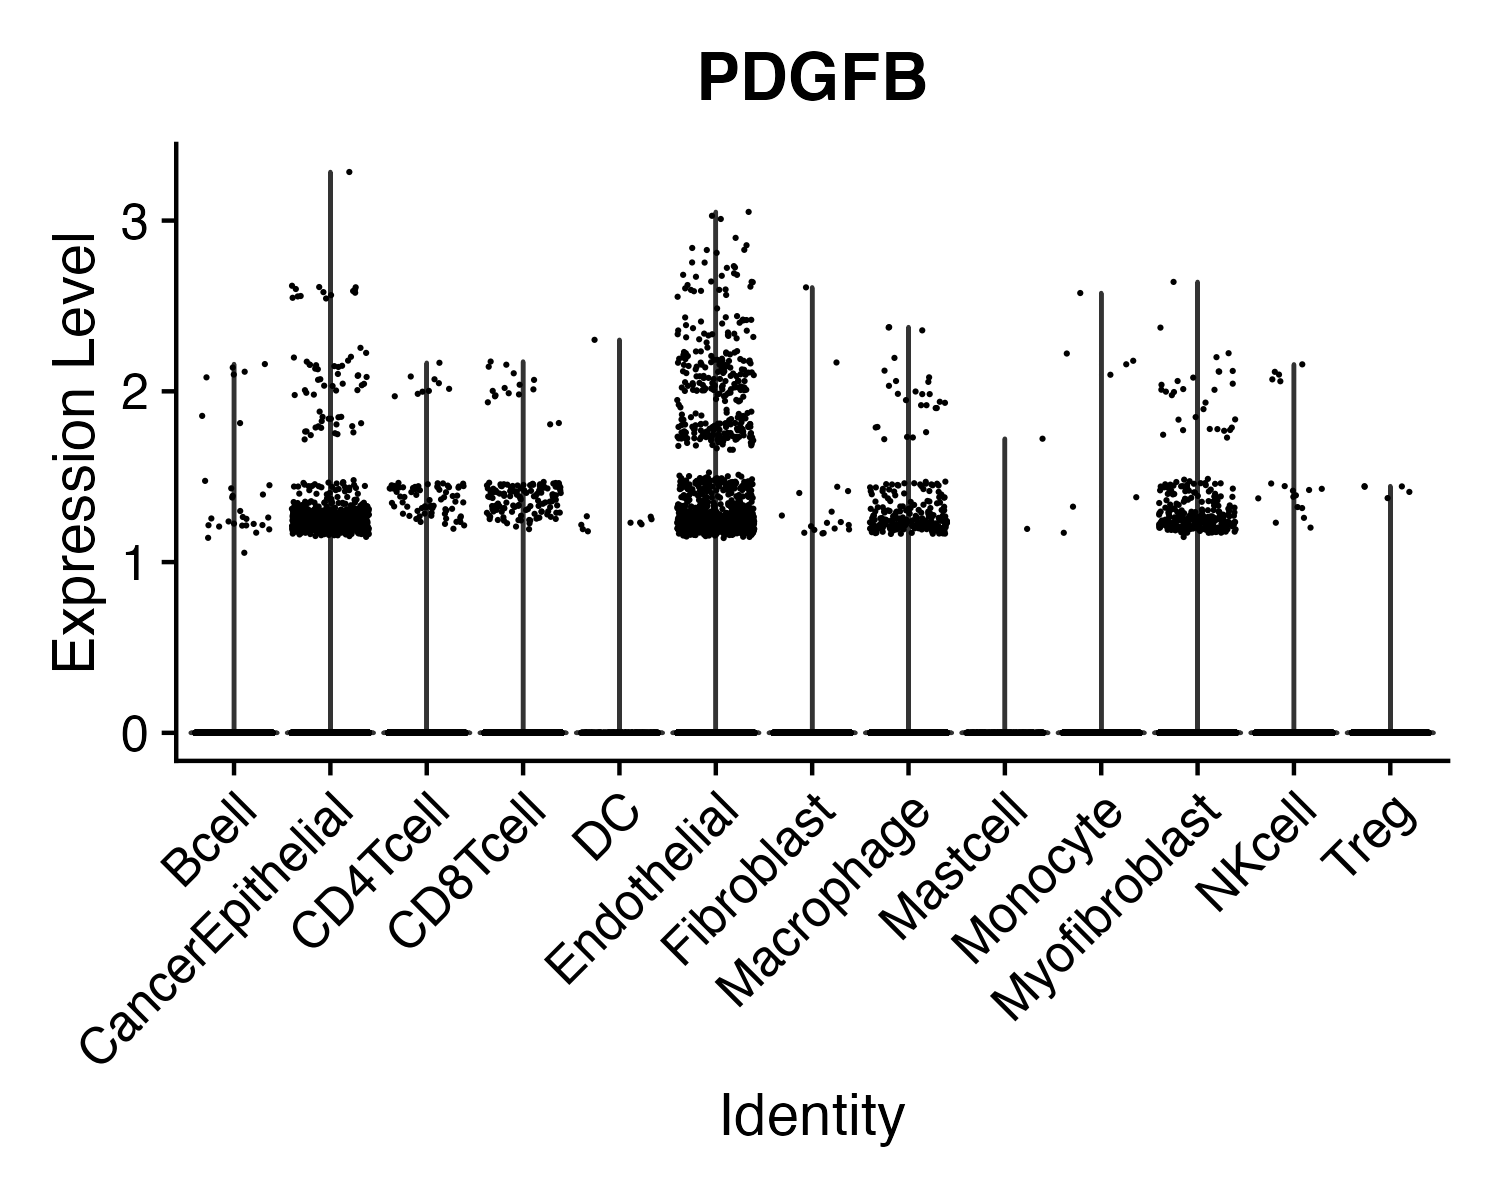 PDGFB
Expression Level
3
2
1
0
Bcell
CancerEpithelial
CD4Tcell
CD8Tcell
DC
Endothelial
Fibroblast
Macrophage
Mastcell
Monocyte
Myofibroblast
NKcell
Treg
Identity